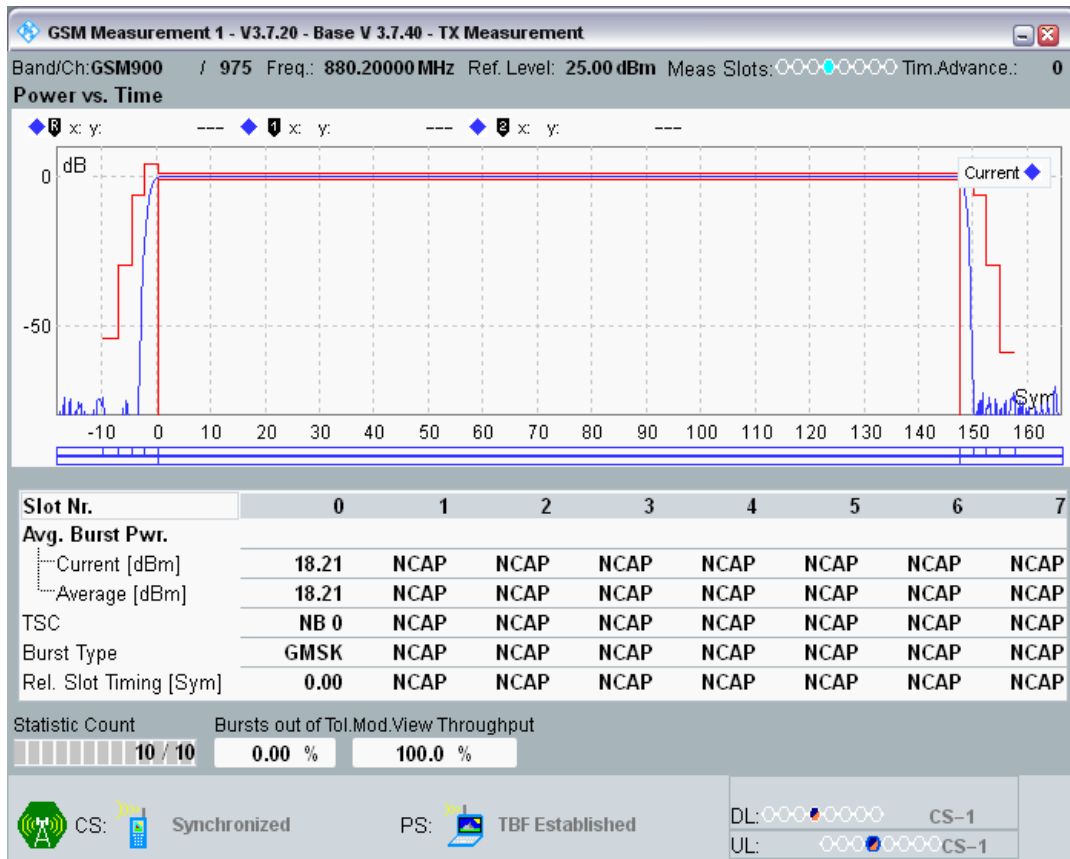 GSM Measurement 1 - V3.7.20 - Base V 3.7.40 - TX Measurement
Band/Ch:GSM900 / 975 Freq.: 880.20000 MHz Ref. Level: 25.00 dBm Meas Slots: Tim.Advance.: 0
Power vs. Time
R x: y: --- 1 x: y: --- 2 x: y: ---
dB
Current
0
-50
Sym
-10 0 10 20 30 40 50 60 70 80 90 100 110 120 130 140 150 160
Slot Nr. 0 1 2 3 4 5 6 7
Avg. Burst Pwr.
Current [dBm] 18.21 NCAP NCAP NCAP NCAP NCAP NCAP NCAP
Average [dBm] 18.21 NCAP NCAP NCAP NCAP NCAP NCAP NCAP
TSC NB 0 NCAP NCAP NCAP NCAP NCAP NCAP NCAP
Burst Type GMSK NCAP NCAP NCAP NCAP NCAP NCAP NCAP
Rel. Slot Timing [Sym] 0.00 NCAP NCAP NCAP NCAP NCAP NCAP NCAP
Statistic Count Bursts out of Tol.Mod.View Throughput
10 / 10 0.00 % 100.0 %
CS: Synchronized PS: TBF Established DL: CS-1
UL: CS-1